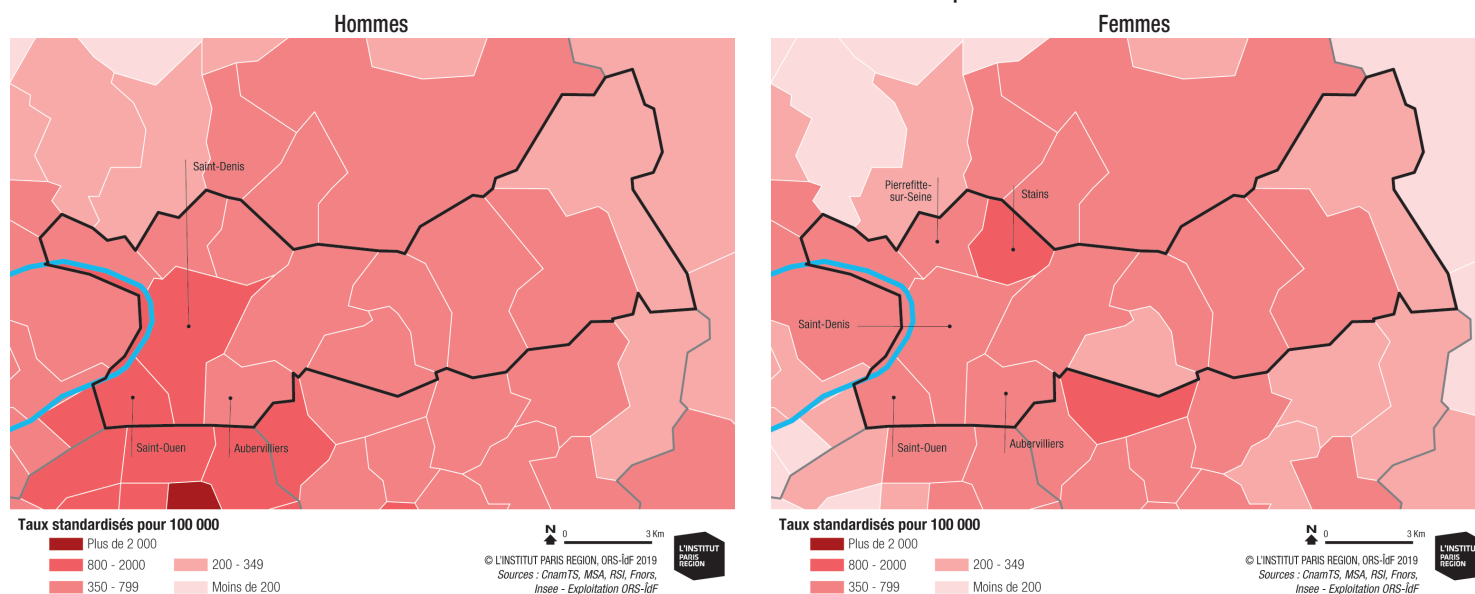 Hommes
Saint-Denis
Saint-Ouen
Aubervilliers
Taux standardisés pour 100 000
Plus de 2 000
800 - 2000
350 - 799
200 - 349
Moins de 200
N
0 3 Km
© L'INSTITUT PARIS REGION, ORS-ÎdF 2019
Sources : CnamTS, MSA, RSI, Fnors,
Insee - Exploitation ORS-ÎdF
L'INSTITUT
PARIS
REGION
Femmes
Pierrefitte-
sur-Seine
Stains
Saint-Denis
Saint-Ouen
Aubervilliers
Taux standardisés pour 100 000
Plus de 2 000
800 - 2000
350 - 799
200 - 349
Moins de 200
N
0 3 Km
© L'INSTITUT PARIS REGION, ORS-ÎdF 2019
Sources : CnamTS, MSA, RSI, Fnors,
Insee - Exploitation ORS-ÎdF
L'INSTITUT
PARIS
REGION